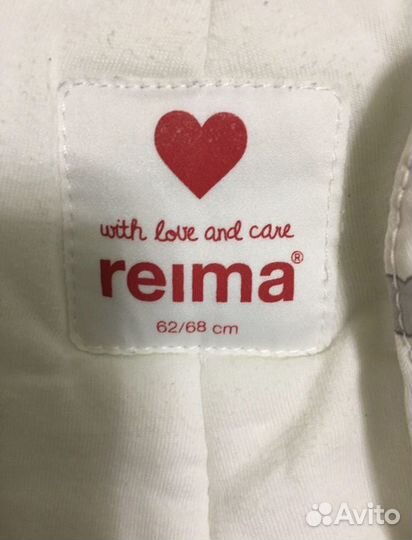 with love and care
reima®
62/68 cm
Avito